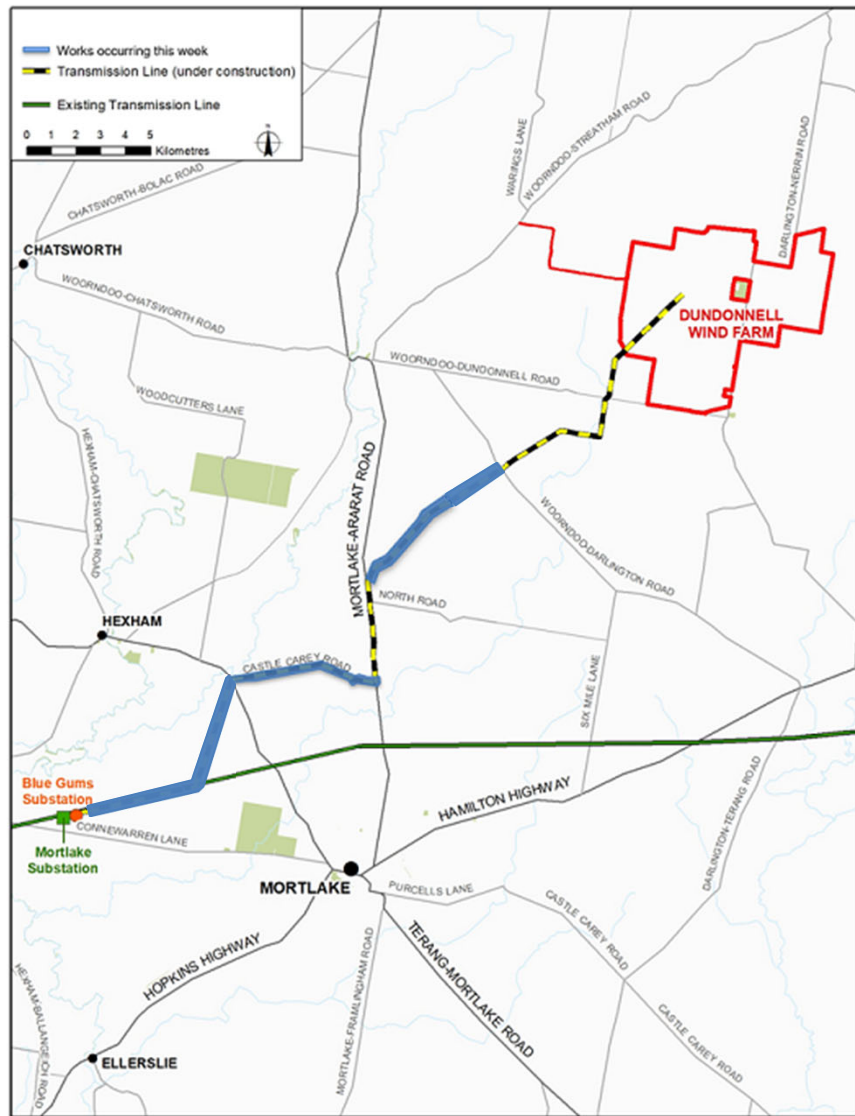 Works occurring this week
Transmission Line (under construction)
Existing Transmission Line
0 1 2 3 4 5
Kilometres
N
WARINGS LANE
WOORNDOO-STREATHAM ROAD
DARLINGTON-NERRIN ROAD
CHATSWORTH-BOLAC ROAD
CHATSWORTH
WOORNDOO-CHATSWORTH ROAD
DUNDONNELL
WIND FARM
WOORNDOO-DUNDONNELL ROAD
WOODCUTTERS LANE
HEXHAM-CHATSWORTH ROAD
MORTLAKE-ARARAT ROAD
WOORNDOO-DARLINGTON ROAD
NORTH ROAD
HEXHAM
CASTLE CAREY ROAD
SIX MILE LANE
Blue Gums
Substation
HAMILTON HIGHWAY
CONNEWARREN LANE
Mortlake
Substation
DARLINGTON-TERANG ROAD
MORTLAKE
PURCELLS LANE
CASTLE CAREY ROAD
HOPKINS HIGHWAY
TERANG-MORTLAKE ROAD
MORTLAKE-FRAMLINGHAM ROAD
HEXHAM-BALLANGEICH ROAD
CASTLE CAREY ROAD
ELLERSLIE